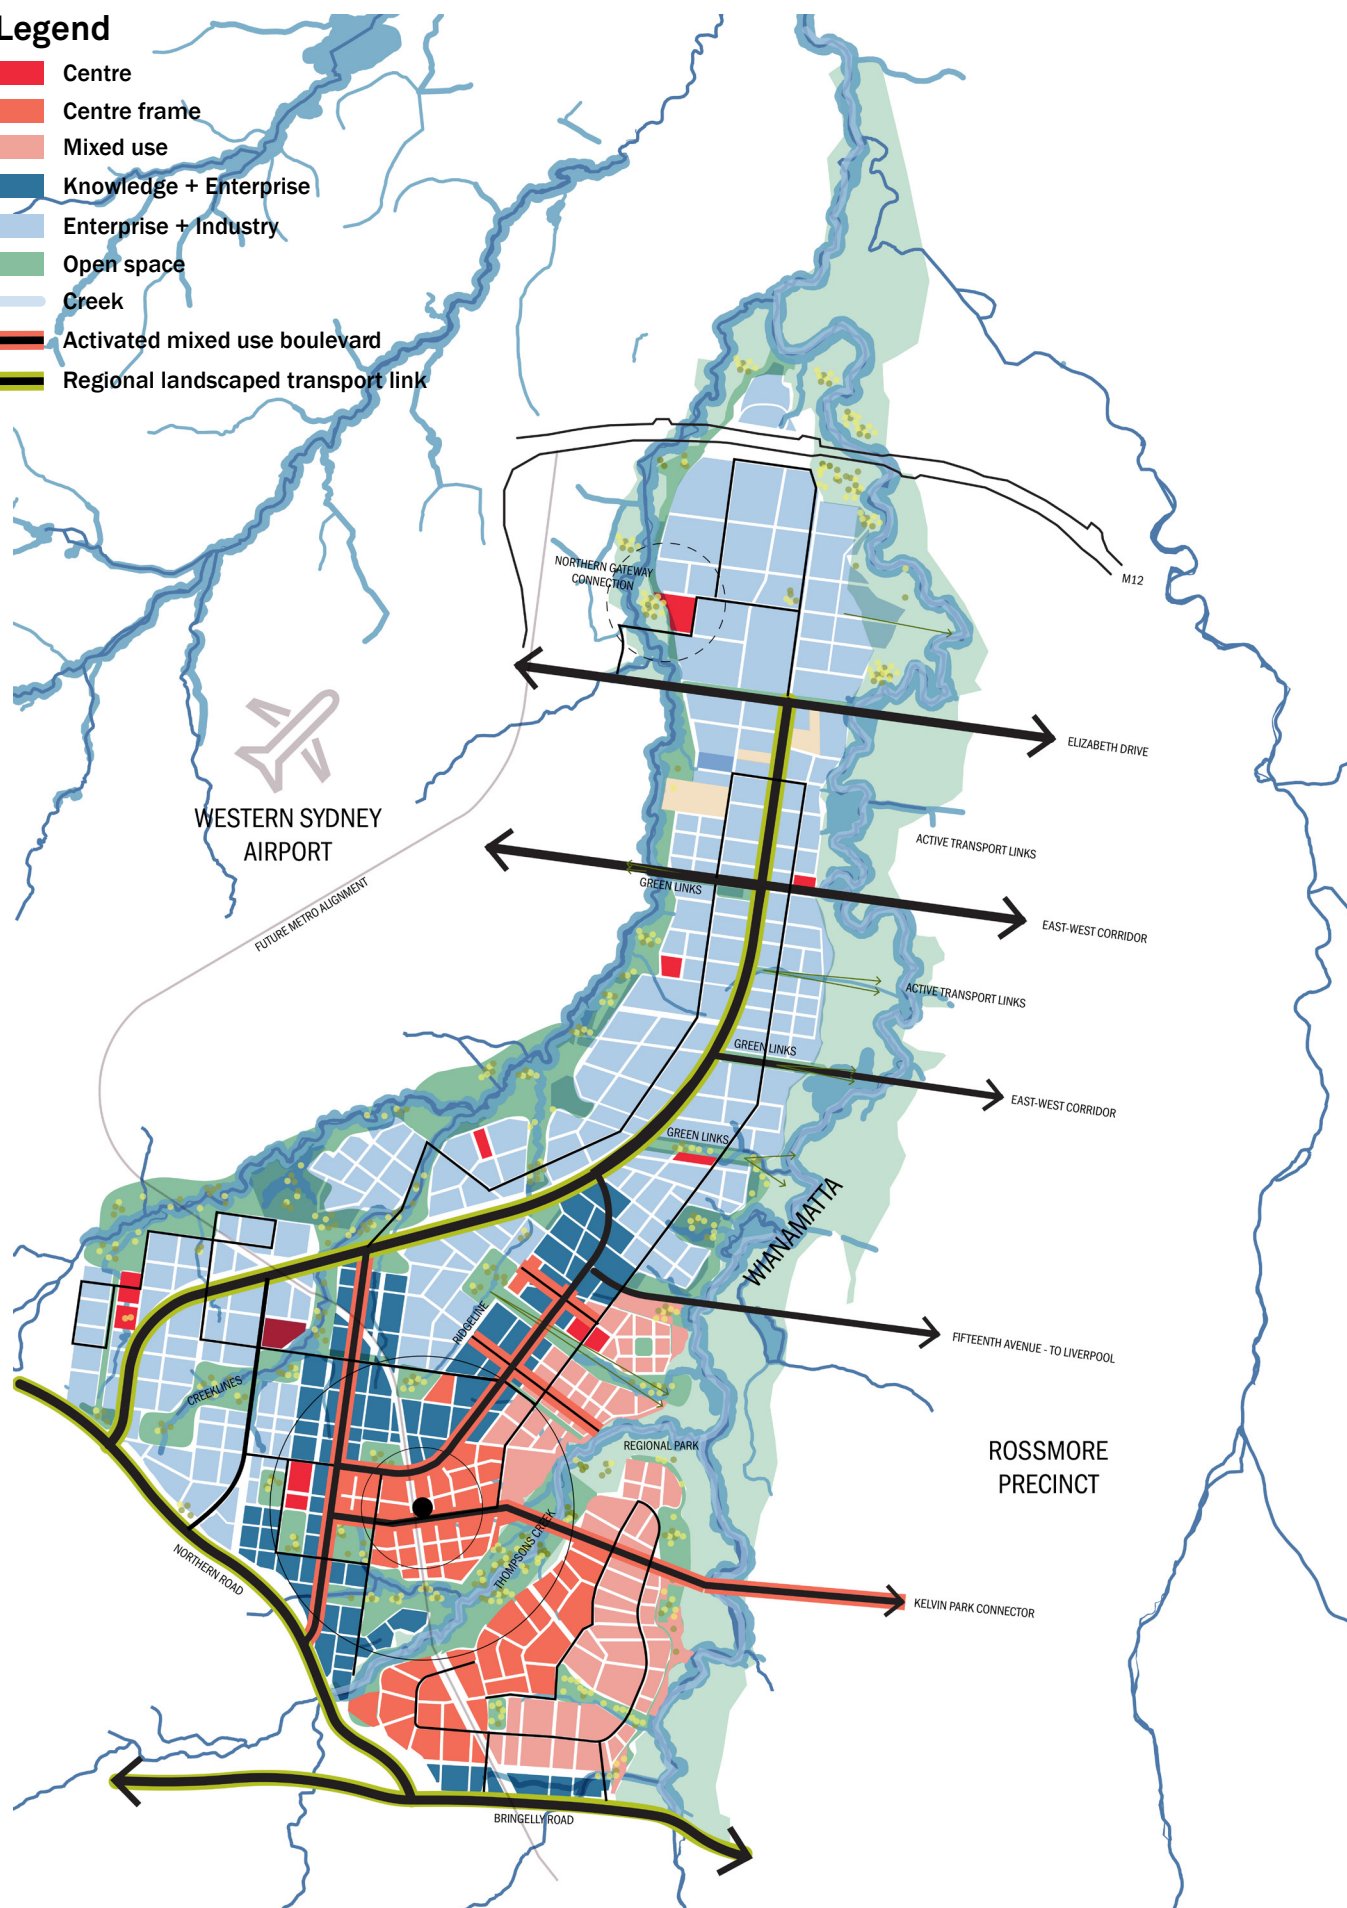 Legend
Centre
Centre frame
Mixed use
Knowledge + Enterprise
Enterprise + Industry
Open space
Creek
Activated mixed use boulevard
Regional landscaped transport link
NORTHERN GATEWAY
CONNECTION
M12
ELIZABETH DRIVE
WESTERN SYDNEY
AIRPORT
ACTIVE TRANSPORT LINKS
GREEN LINKS
FUTURE METRO ALIGNMENT
EAST-WEST CORRIDOR
ACTIVE TRANSPORT LINKS
GREEN LINKS
EAST-WEST CORRIDOR
GREEN LINKS
WIANAMATTA
RIDGELINE
FIFTEENTH AVENUE - TO LIVERPOOL
CREEKLINES
REGIONAL PARK
ROSSMORE
PRECINCT
THOMPSONS CREEK
NORTHERN ROAD
KELVIN PARK CONNECTOR
BRINGELLY ROAD